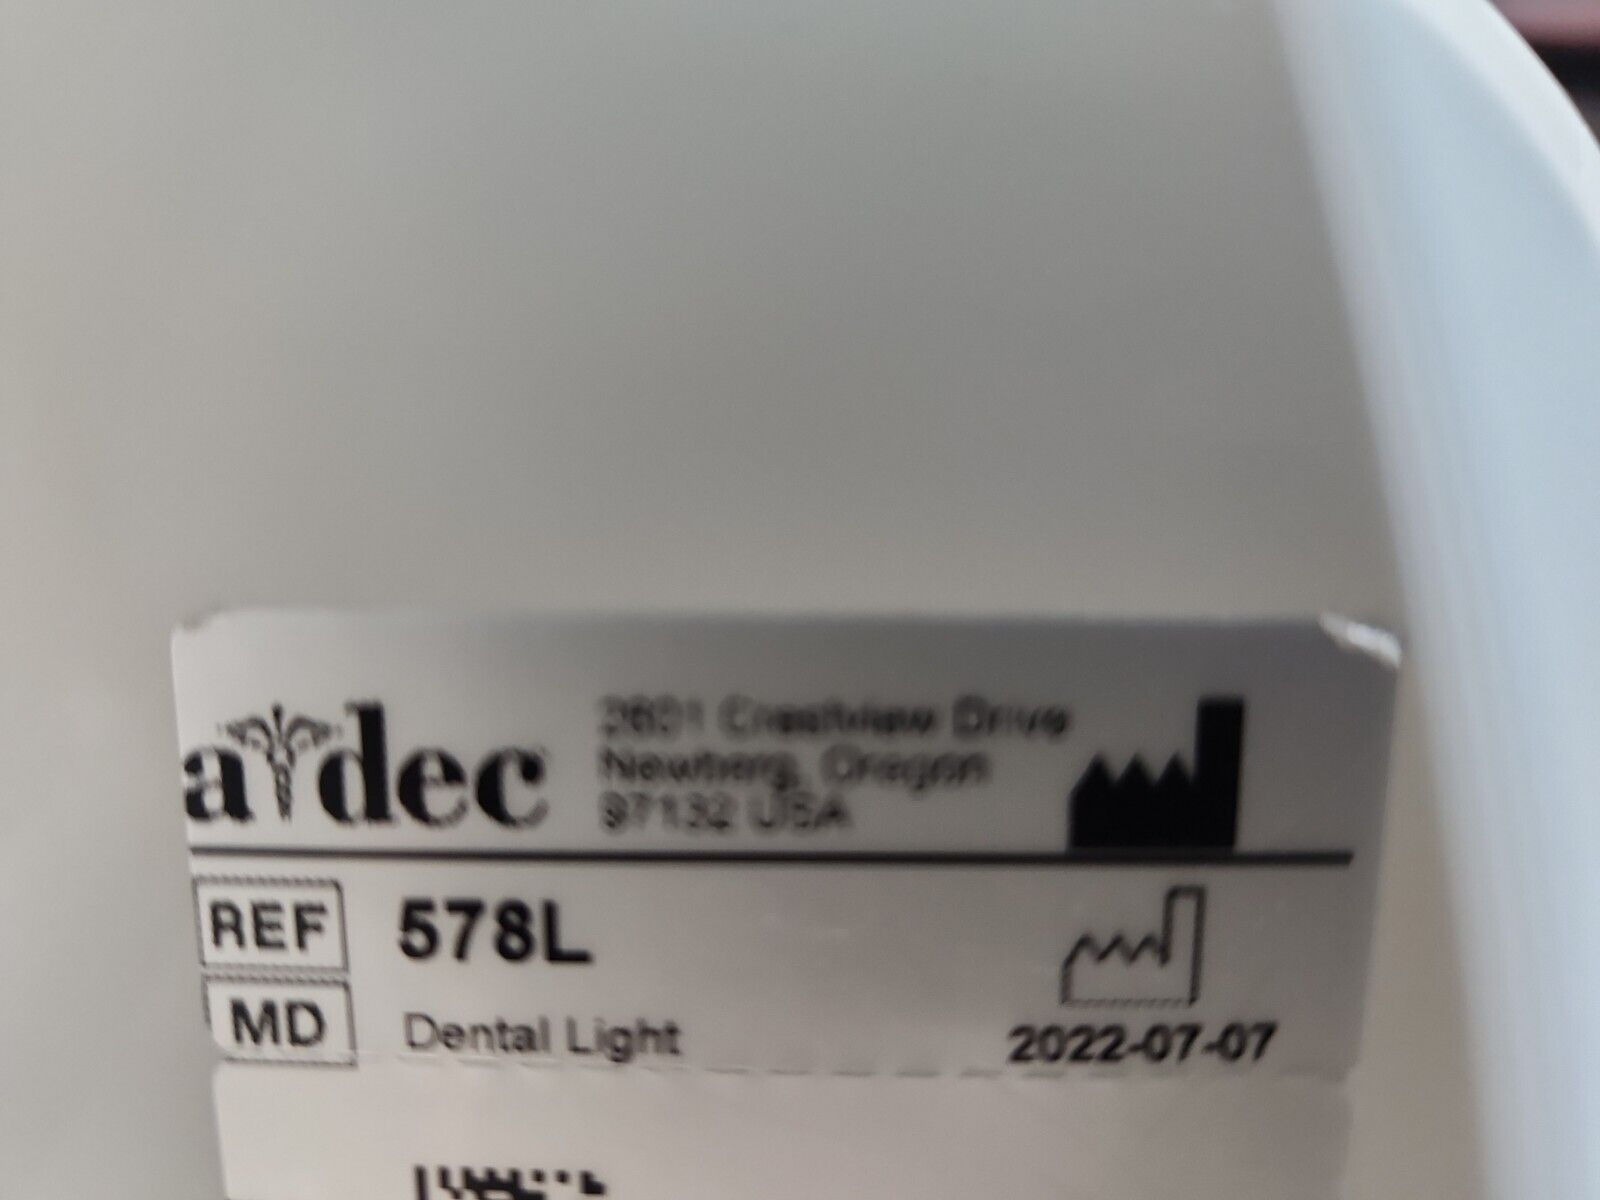 a dec
2601 Crestview Drive
Newberg, Oregon
97132 USA
REF 578L
MD Dental Light
2022-07-07